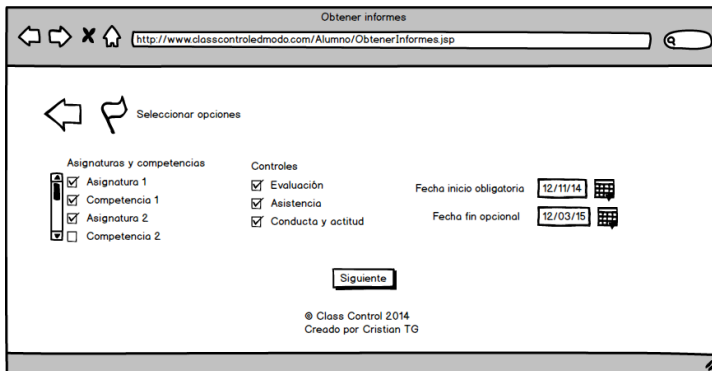 Obtener informes
http://www.classcontroledmodo.com/Alumno/ObtenerInformes.jsp
Seleccionar opciones
Asignaturas y competencias
Asignatura 1
Competencia 1
Asignatura 2
Competencia 2
Controles
Evaluación
Asistencia
Conducta y actitud
Fecha inicio obligatoria 12/11/14
Fecha fin opcional 12/03/15
Siguiente
© Class Control 2014
Creado por Cristian TG